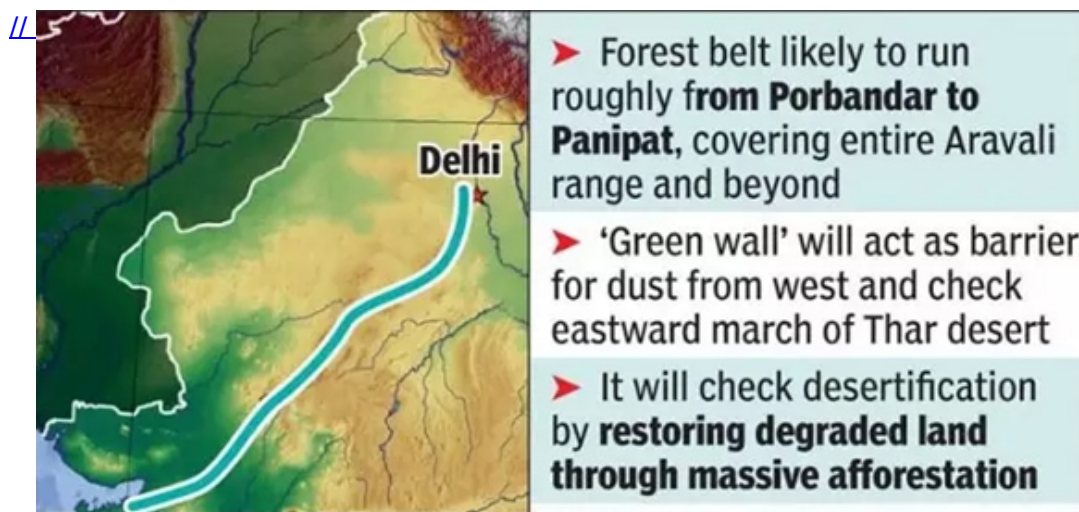 //
Delhi
➤ Forest belt likely to run
roughly from Porbandar to
Panipat, covering entire Aravali
range and beyond
➤ ‘Green wall’ will act as barrier
for dust from west and check
eastward march of Thar desert
➤ It will check desertification
by restoring degraded land
through massive afforestation